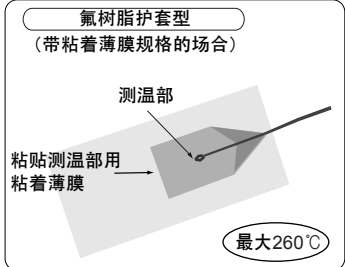 氟树脂护套型
(带粘着薄膜规格的场合)
测温部
粘贴测温部用
粘着薄膜
最大260℃